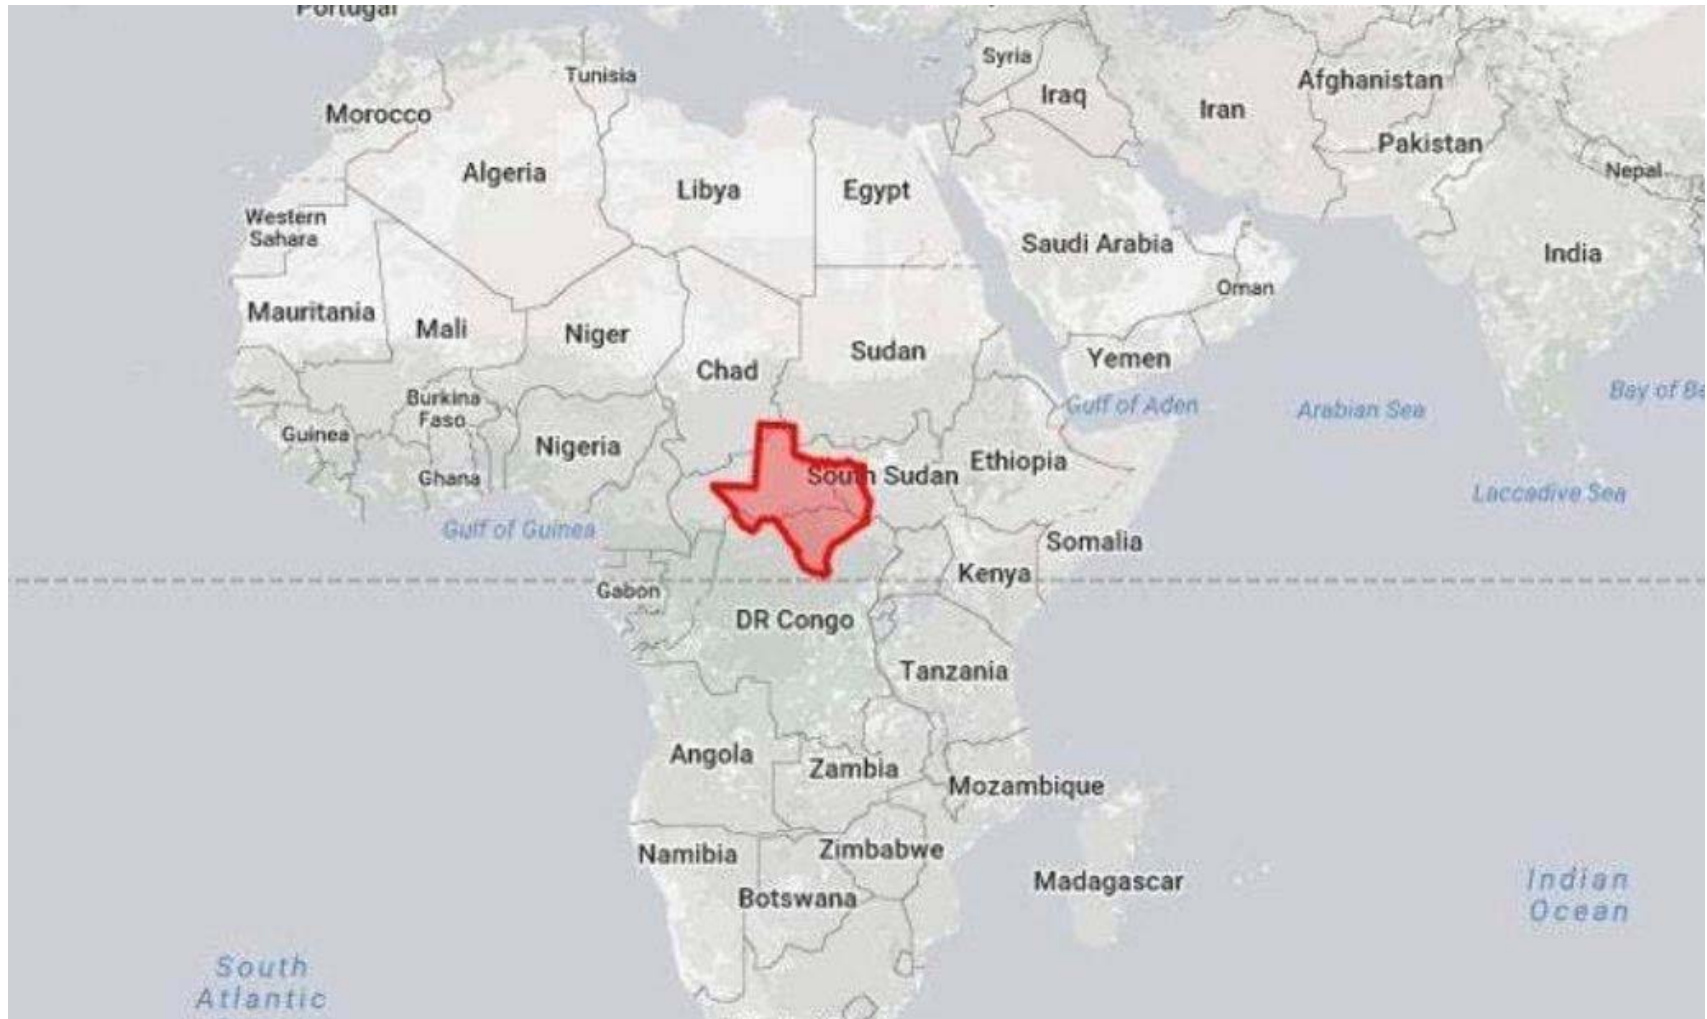 Portugal
Syria
Tunisia
Afghanistan
Iraq
Iran
Morocco
Pakistan
Algeria
Nepal
Libya
Egypt
Western
Sahara
Saudi Arabia
India
Oman
Mauritania
Mali
Niger
Sudan
Yemen
Chad
Burkina
Faso
Gulf of Aden
Arabian Sea
Bay of Be
Guinea
Nigeria
Ethiopia
Ghana
South Sudan
Laccadive Sea
Gulf of Guinea
Somalia
Kenya
Gabon
DR Congo
Tanzania
Angola
Zambia
Mozambique
Namibia
Zimbabwe
Madagascar
Botswana
Indian
Ocean
South
Atlantic